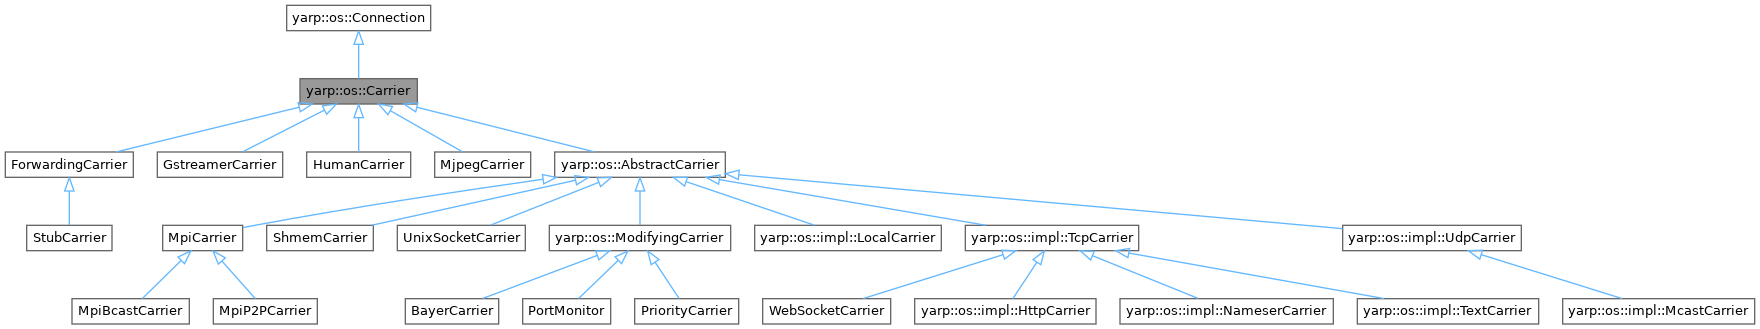 yarp::os::Connection
yarp::os::Carrier
ForwardingCarrier
GstreamerCarrier
HumanCarrier
MjpegCarrier
yarp::os::AbstractCarrier
StubCarrier
MpiCarrier
ShmemCarrier
UnixSocketCarrier
yarp::os::ModifyingCarrier
yarp::os::impl::LocalCarrier
yarp::os::impl::TcpCarrier
yarp::os::impl::UdpCarrier
MpiBcastCarrier
MpiP2PCarrier
BayerCarrier
PortMonitor
PriorityCarrier
WebSocketCarrier
yarp::os::impl::HttpCarrier
yarp::os::impl::NameserCarrier
yarp::os::impl::TextCarrier
yarp::os::impl::McastCarrier